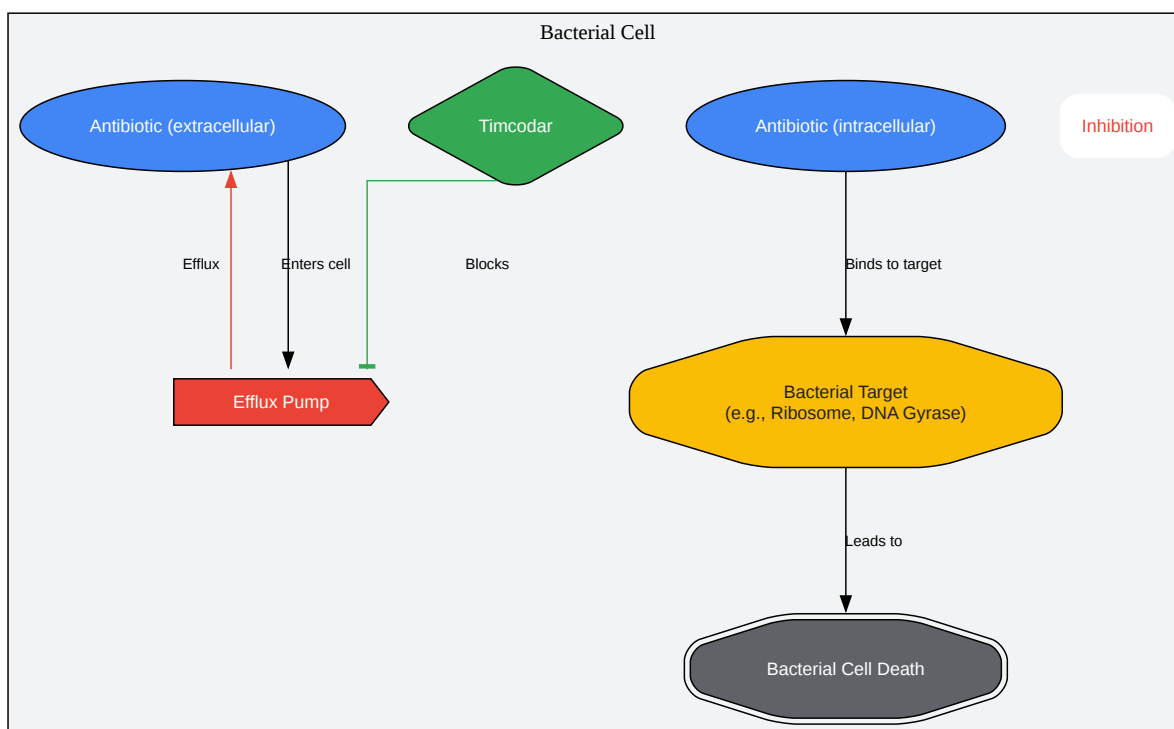 Bacterial Cell
Antibiotic (extracellular)
Timcodar
Antibiotic (intracellular)
Inhibition
Efflux
Enters cell
Blocks
Binds to target
Efflux Pump
Bacterial Target
(e.g., Ribosome, DNA Gyrase)
Leads to
Bacterial Cell Death